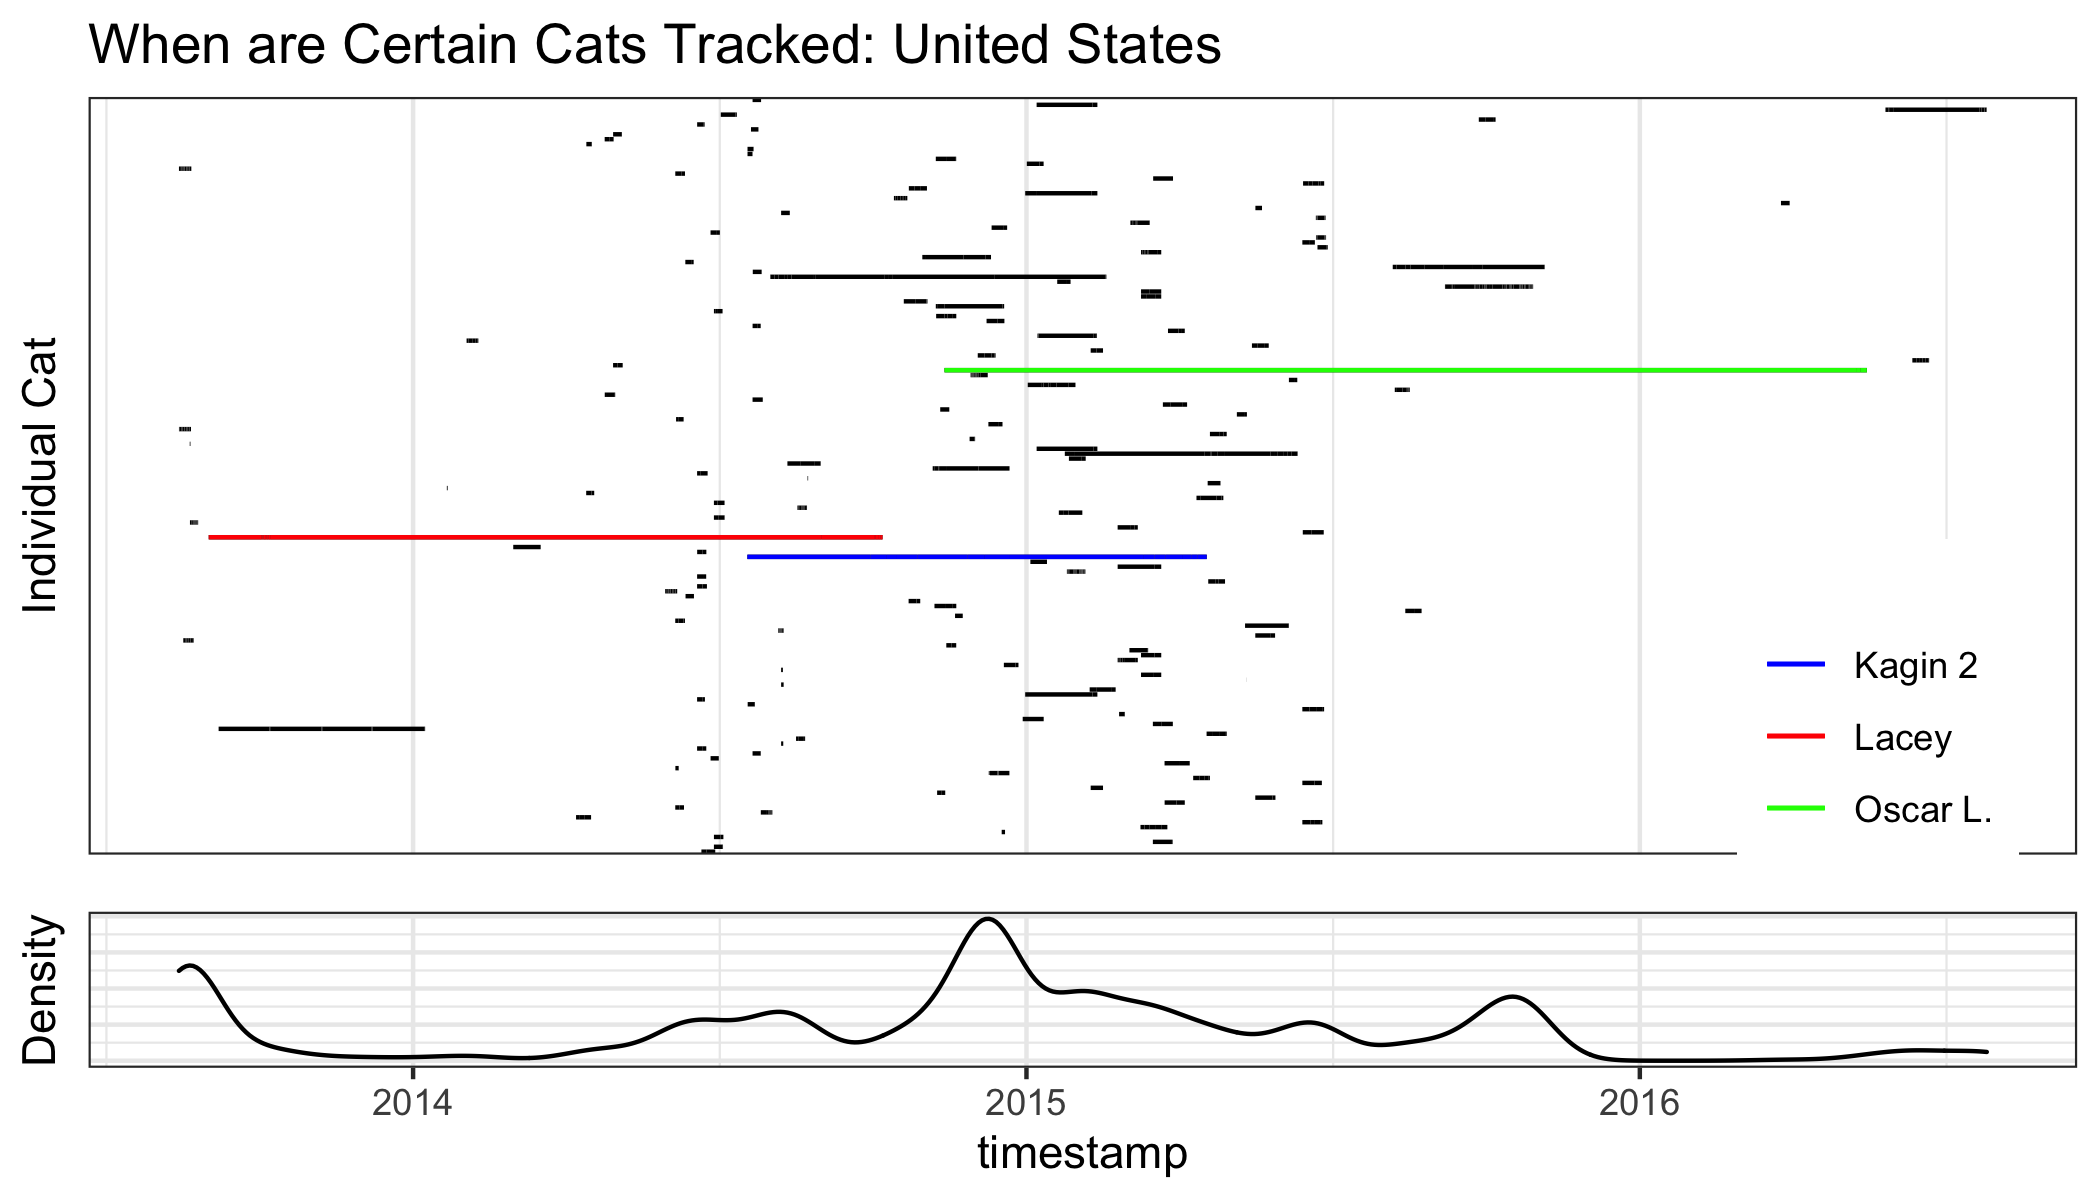 When are Certain Cats Tracked: United States
Individual Cat
Kagin 2
Lacey
Oscar L.
Density
2014
2015
2016
timestamp